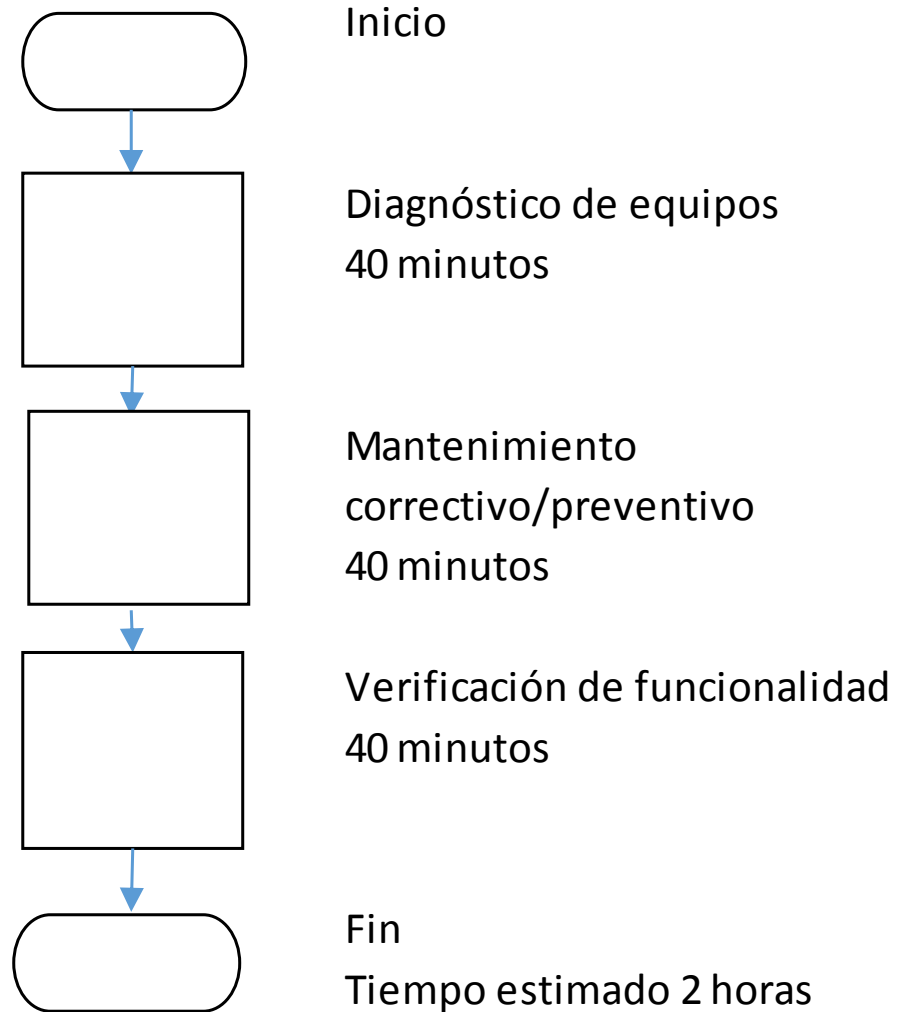 Inicio
Diagnóstico de equipos
40 minutos
Mantenimiento
correctivo/preventivo
40 minutos
Verificación de funcionalidad
40 minutos
Fin
Tiempo estimado 2 horas